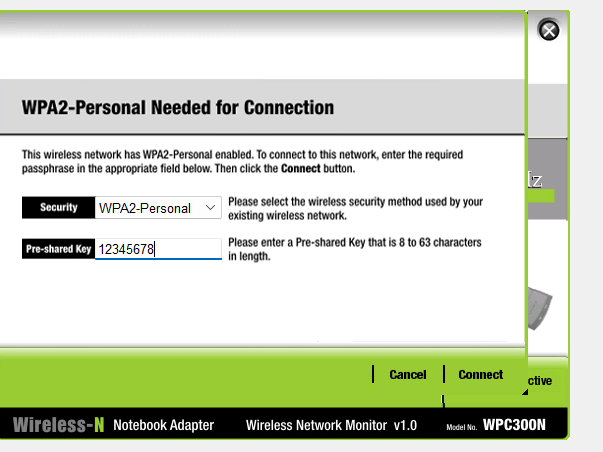 WPA2-Personal Needed for Connection
This wireless network has WPA2-Personal enabled. To connect to this network, enter the required
passphrase in the appropriate field below. Then click the Connect button.
Security
WPA2-Personal
Please select the wireless security method used by your
existing wireless network.
Pre-shared Key
12345678
Please enter a Pre-shared Key that is 8 to 63 characters
in length.
Cancel
Connect
ctive
Wireless-N Notebook Adapter Wireless Network Monitor v1.0 Model No. WPC300N